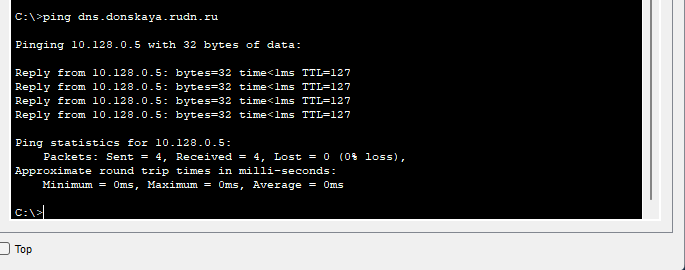 C:\>ping dns.donskaya.rudn.ru
Pinging 10.128.0.5 with 32 bytes of data:
Reply from 10.128.0.5: bytes=32 time<1ms TTL=127
Reply from 10.128.0.5: bytes=32 time<1ms TTL=127
Reply from 10.128.0.5: bytes=32 time<1ms TTL=127
Reply from 10.128.0.5: bytes=32 time<1ms TTL=127
Ping statistics for 10.128.0.5:
    Packets: Sent = 4, Received = 4, Lost = 0 (0% loss),
Approximate round trip times in milli-seconds:
    Minimum = 0ms, Maximum = 0ms, Average = 0ms
C:\>
Top